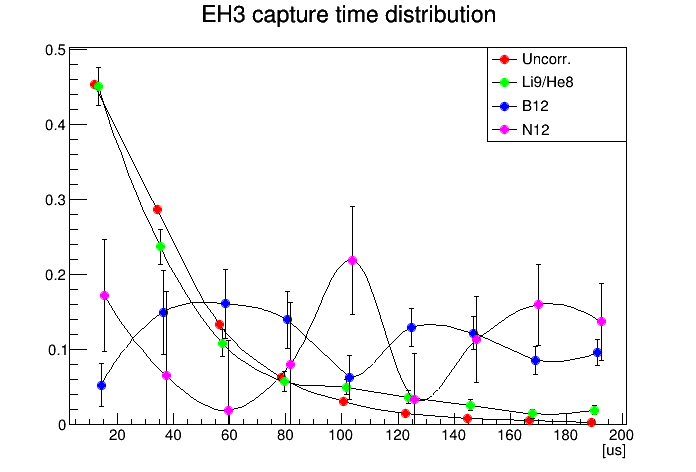 EH3 capture time distribution
0.5
0.4
0.3
0.2
0.1
0
Uncorr.
Li9/He8
B12
N12
20 40 60 80 100 120 140 160 180 200
[us]